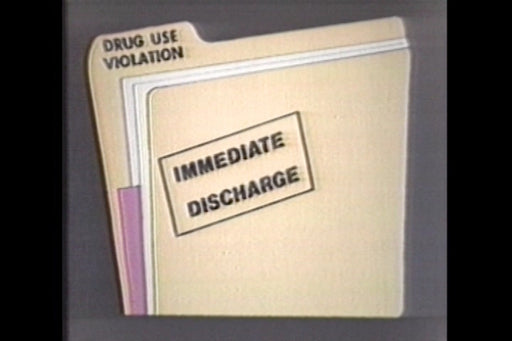 DRUG USE
VIOLATION
IMMEDIATE
DISCHARGE